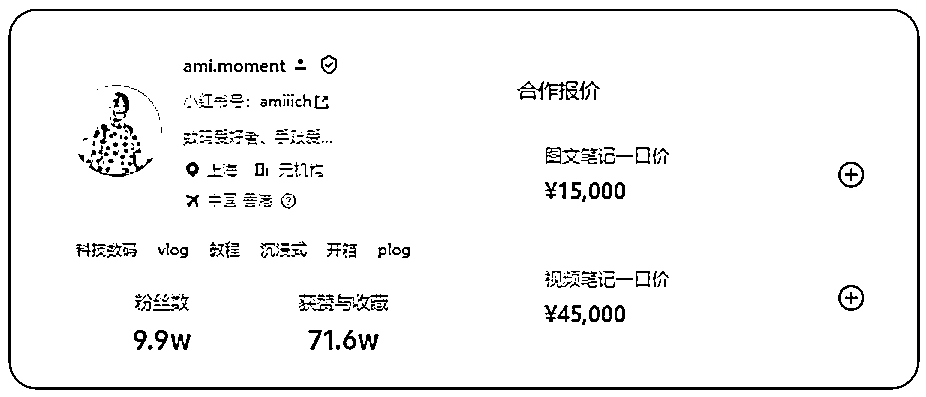 ami.moment
小红书号：amiiich
数码爱好者、手账爱...
上海 无机构
中国 香港
科技数码 vlog 教程 沉浸式 开箱 plog
粉丝数 获赞与收藏
9.9w 71.6w
合作报价
图文笔记一口价
¥15,000
视频笔记一口价
¥45,000